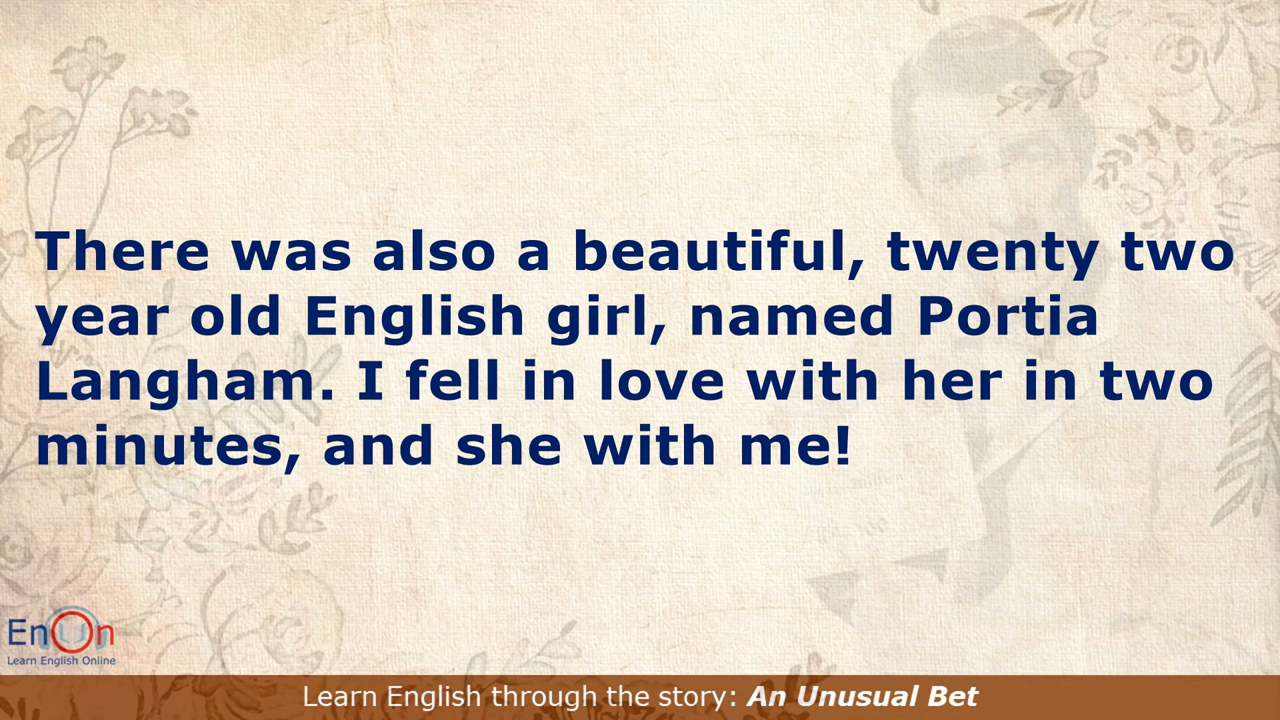 There was also a beautiful, twenty two
year old English girl, named Portia
Langham. I fell in love with her in two
minutes, and she with me!
EnOn
Learn English Online
Learn English through the story: An Unusual Bet